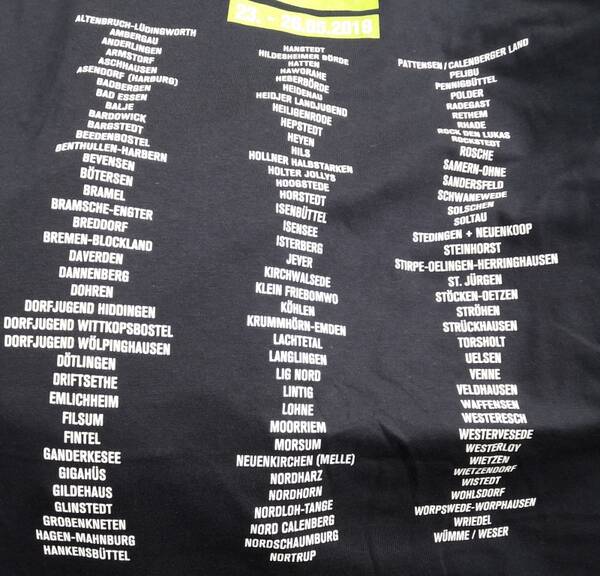 23. - 26.05.2019
ALTENBRUCH-LÜDINGWORTH
AMBERGAU
ANDERLINGEN
ARMSTORF
ASCHHAUSEN
ASENDORF (HARBURG)
BADBERGEN
BAD ESSEN
BALJE
BARDOWICK
BARGSTEDT
BEEDENBOSTEL
BENTHULLEN-HARBERN
BEVENSEN
BÖTERSEN
BRAMEL
BRAMSCHE-ENGTER
BREDDORF
BREMEN-BLOCKLAND
DAVERDEN
DANNENBERG
DOHREN
DORFJUGEND HIDDINGEN
DORFJUGEND WITTKOPSBOSTEL
DORFJUGEND WÖLPINGHAUSEN
DÖTLINGEN
DRIFTSETHE
EMLICHHEIM
FILSUM
FINTEL
GANDERKESEE
GIGAHÜS
GILDEHAUS
GLINSTEDT
GROßENKNETEN
HAGEN-MAHNBURG
HANKENSBÜTTEL
HANSTEDT
HILDESHEIMER BÖRDE
HATTEN
HAWORAHE
HEBERBÖRDE
HEIDENAU
HEIDJER LANDJUGEND
HEILIGENRODE
HEPSTEDT
HEYEN
HILS
HOLLNER HALBSTARKEN
HOLTER JOLLYS
HOOGSTEDE
HORSTEDT
ISENBÜTTEL
ISENSEE
ISTERBERG
JEVER
KIRCHWALSEDE
KLEIN FRIEBOMWO
KÖHLEN
KRUMMHÖRN-EMDEN
LACHTETAL
LANGLINGEN
LIG NORD
LINTIG
LOHNE
MOORRIEM
MORSUM
NEUENKIRCHEN (MELLE)
NORDHARZ
NORDHORN
NORDLOH-TANGE
NORD CALENBERG
NORDSCHAUMBURG
NORTRUP
PATTENSEN / CALENBERGER LAND
PELIBU
PENNIGBÜTTEL
POLDER
RADEGAST
RETHEM
RHADE
ROCK DEN LUKAS
ROCKSTEDT
ROSCHE
SAMERN-OHNE
SANDERSFELD
SCHWANEWEDE
SOLSCHEN
SOLTAU
STEDINGEN + NEUENKOOP
STEINHORST
STIRPE-OELINGEN-HERRINGHAUSEN
ST. JÜRGEN
STÖCKEN-OETZEN
STRÖHEN
STRÜCKHAUSEN
TORSHOLT
UELSEN
VENNE
VELDHAUSEN
WAFFENSEN
WESTERESCH
WESTERVESEDE
WESTERLOY
WIETZEN
WIETZENDORF
WISTEDT
WOHLSDORF
WORPSWEDE-WORPHAUSEN
WRIEDEL
WÜMME / WESER